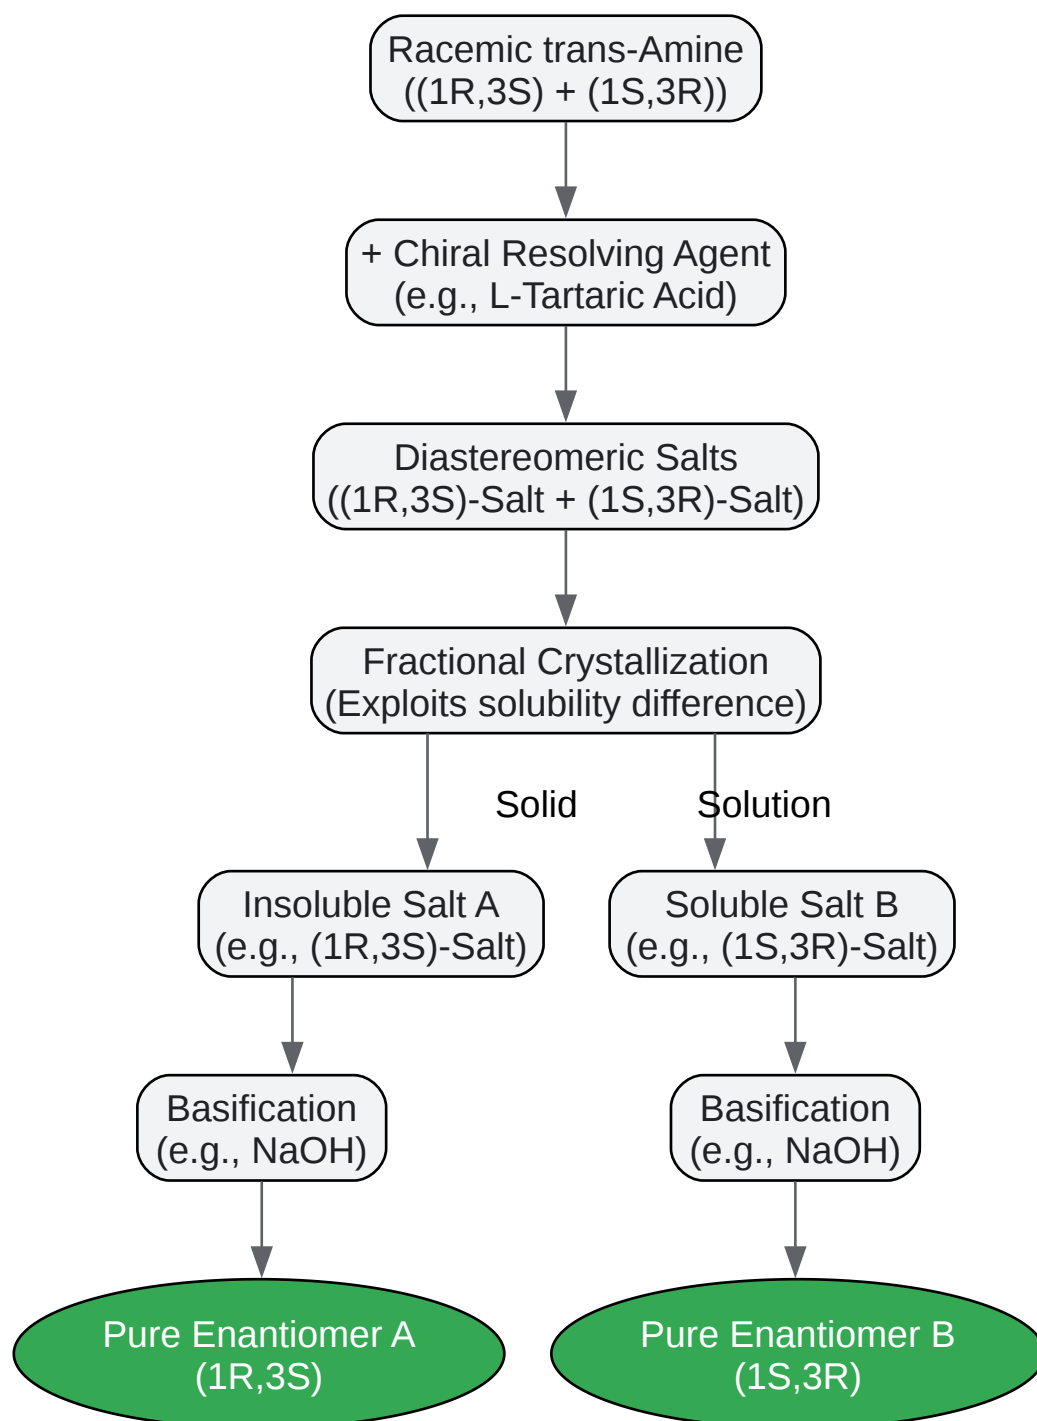 Racemic trans-Amine
((1R,3S) + (1S,3R))
+ Chiral Resolving Agent
(e.g., L-Tartaric Acid)
Diastereomeric Salts
((1R,3S)-Salt + (1S,3R)-Salt)
Fractional Crystallization
(Exploits solubility difference)
Solid
Solution
Insoluble Salt A
(e.g., (1R,3S)-Salt)
Soluble Salt B
(e.g., (1S,3R)-Salt)
Basification
(e.g., NaOH)
Basification
(e.g., NaOH)
Pure Enantiomer A
(1R,3S)
Pure Enantiomer B
(1S,3R)